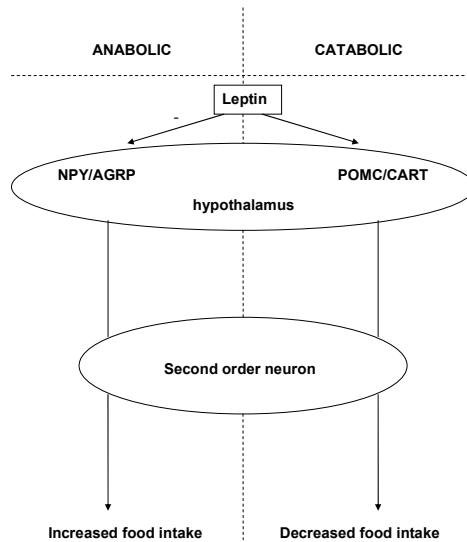 ANABOLIC CATABOLIC
Leptin
-
NPY/AGRP POMC/CART
hypothalamus
Second order neuron
Increased food intake Decreased food intake